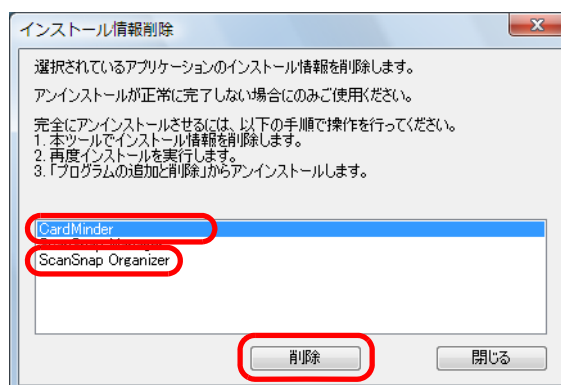 インストール情報削除
選択されているアプリケーションのインストール情報を削除します。
アンインストールが正常に完了しない場合にのみご使用ください。
完全にアンインストールさせるには、以下の手順で操作を行ってください。
1. 本ツールでインストール情報を削除します。
2. 再度インストールを実行します。
3.「プログラムの追加と削除」からアンインストールします。
CardMinder
ScanSnap Organizer
削除
閉じる